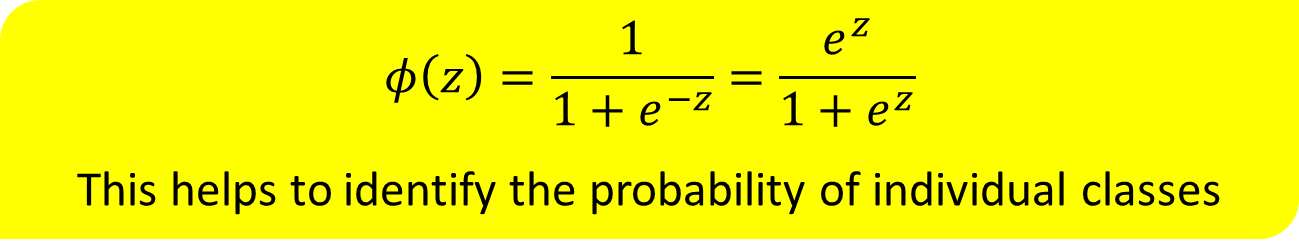 ϕ(z) = 1 / (1 + e^{−z}) = e^z / (1 + e^z)
This helps to identify the probability of individual classes